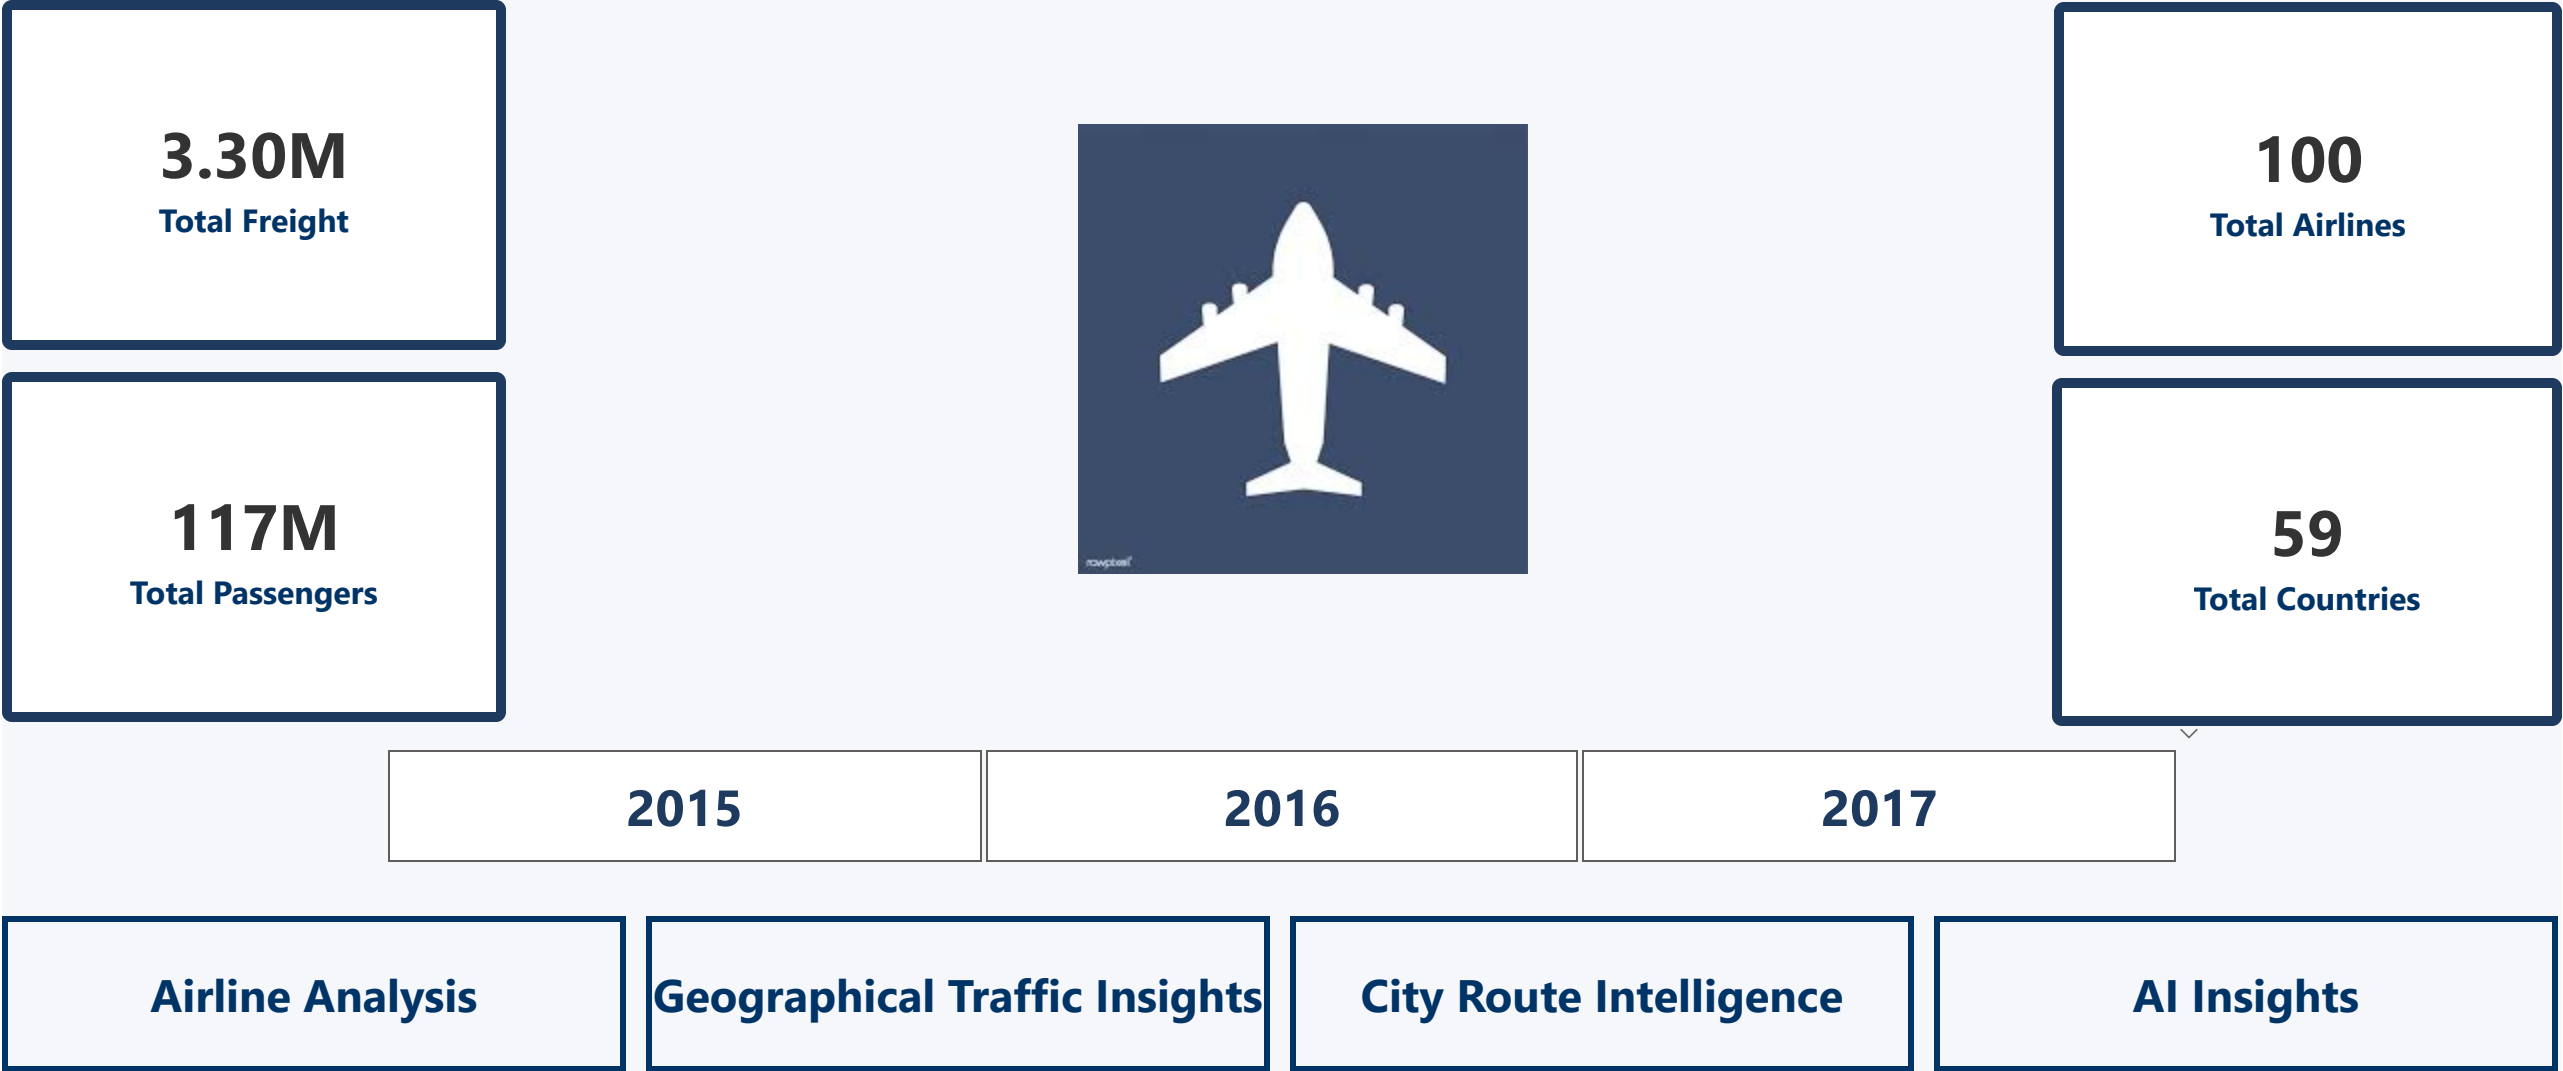 3.30M
Total Freight
100
Total Airlines
rawpixel
117M
Total Passengers
59
Total Countries
2015
2016
2017
Airline Analysis
Geographical Traffic Insights
City Route Intelligence
AI Insights